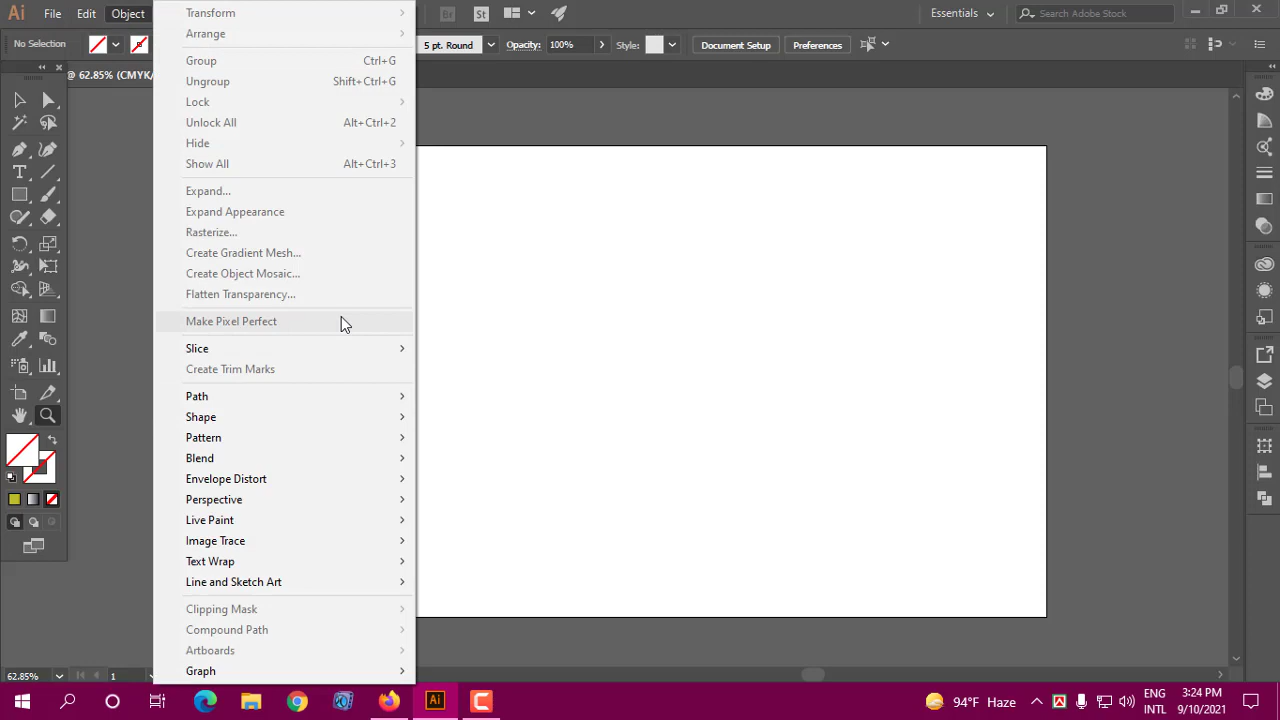 Ai File Edit Object Br St Essentials Search Adobe Stock
No Selection 5 pt. Round Opacity: 100% Style: Document Setup Preferences
@ 62.85% (CMYK/
Transform
Arrange
Group Ctrl+G
Ungroup Shift+Ctrl+G
Lock
Unlock All Alt+Ctrl+2
Hide
Show All Alt+Ctrl+3
Expand...
Expand Appearance
Rasterize...
Create Gradient Mesh...
Create Object Mosaic...
Flatten Transparency...
Make Pixel Perfect
Slice
Create Trim Marks
Path
Shape
Pattern
Blend
Envelope Distort
Perspective
Live Paint
Image Trace
Text Wrap
Line and Sketch Art
Clipping Mask
Compound Path
Artboards
Graph
62.85% 1
Ai 94°F Haze ENG 3:24 PM
INTL 9/10/2021